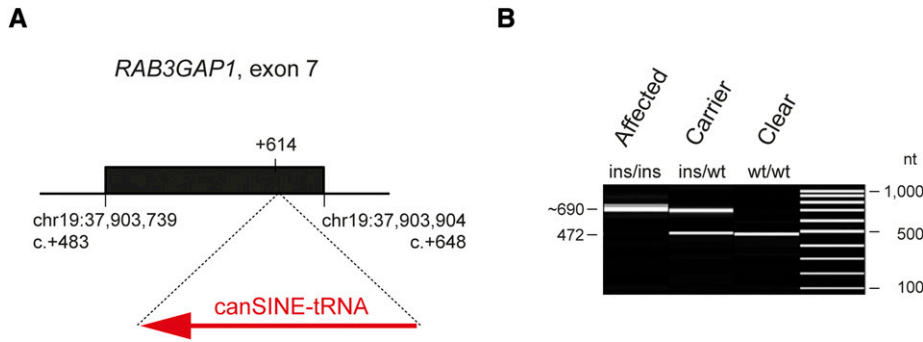 A
RAB3GAP1, exon 7
+614
chr19:37,903,739
c.+483
chr19:37,903,904
c.+648
canSINE-tRNA
B
Affected
Carrier
Clear
ins/ins
ins/wt
wt/wt
nt
~690
472
1,000
500
100